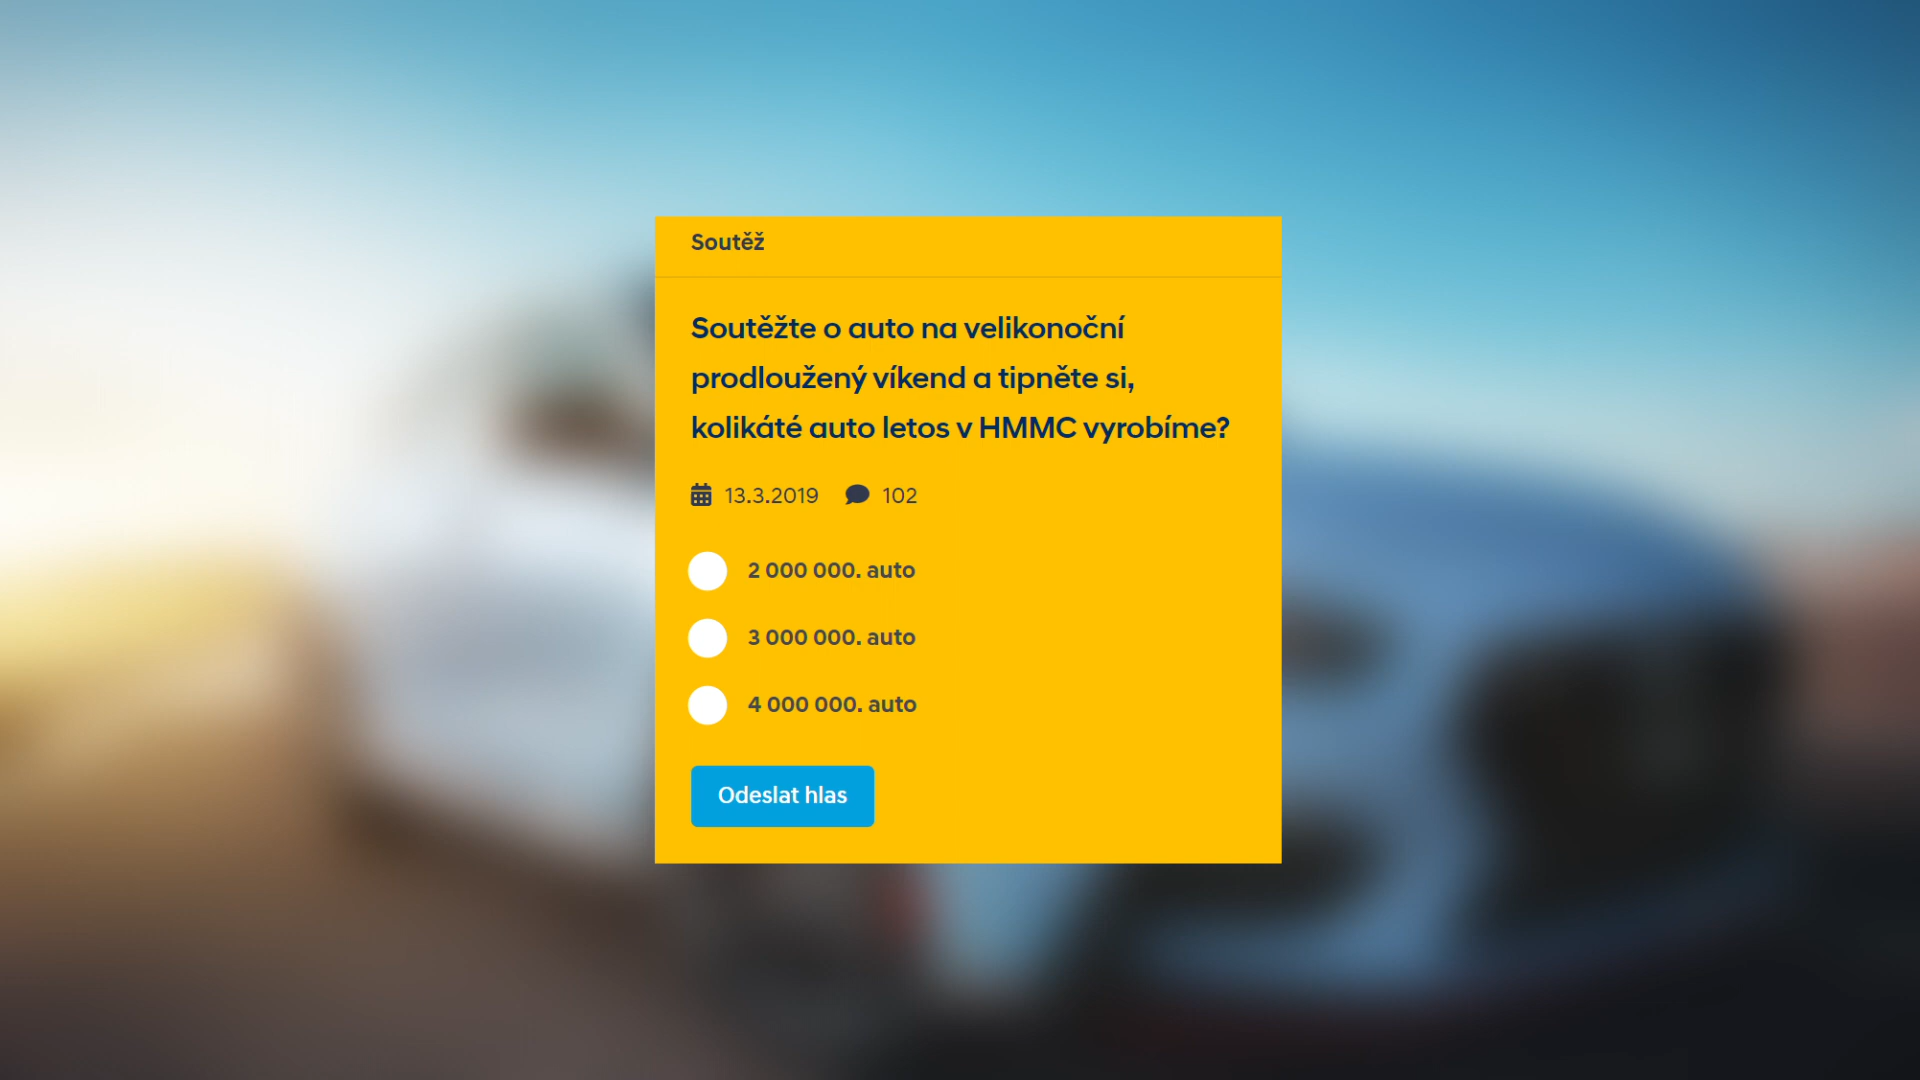 Soutěž
Soutěžte o auto na velikonoční
prodloužený víkend a tipněte si,
kolikáté auto letos v HMMC vyrobíme?
13.3.2019 102
2 000 000. auto
3 000 000. auto
4 000 000. auto
Odeslat hlas